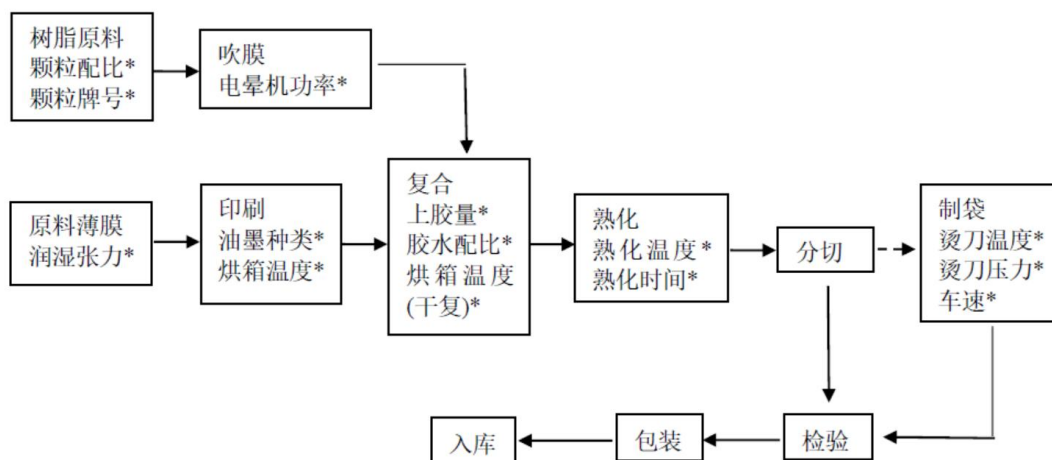 树脂原料
颗粒配比*
颗粒牌号*
吹膜
电晕机功率*
原料薄膜
润湿张力*
印刷
油墨种类*
烘箱温度*
复合
上胶量*
胶水配比*
烘箱温度
(干复)*
熟化
熟化温度*
熟化时间*
分切
制袋
烫刀温度*
烫刀压力*
车速*
入库
包装
检验